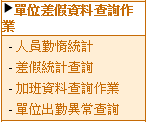 ▶單位差假資料查詢作
業
- 人員勤惰統計
- 差假統計查詢
- 加班資料查詢作業
- 單位出勤異常查詢